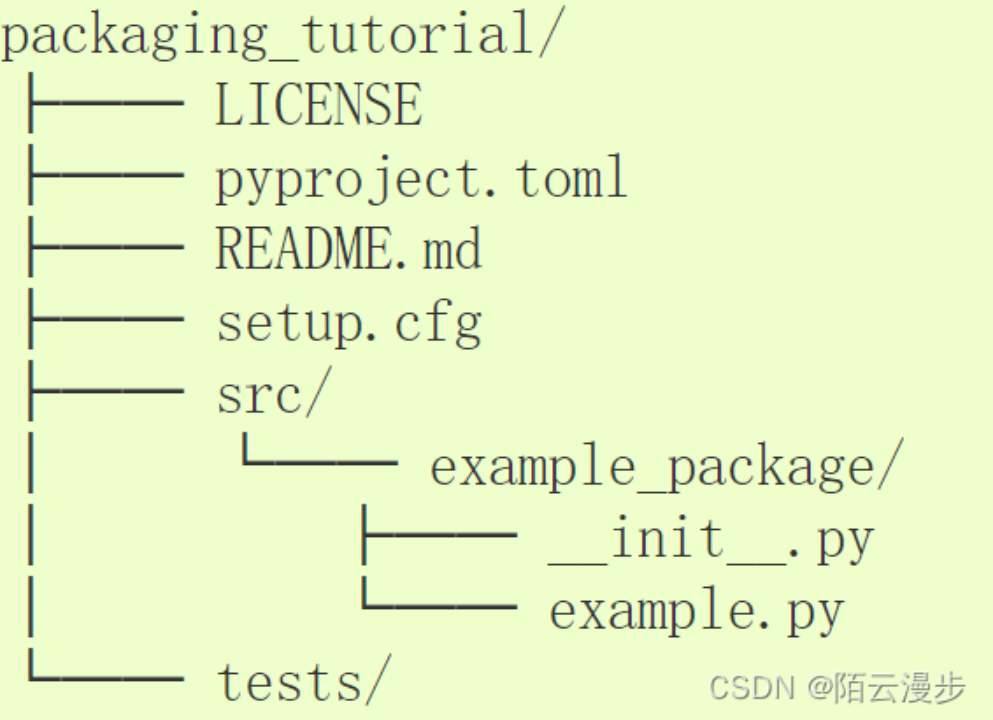 packaging_tutorial/
├──── LICENSE
├──── pyproject.toml
├──── README.md
├──── setup.cfg
├──── src/
│ └──── example_package/
│ ├──── __init__.py
│ └──── example.py
└──── tests/
CSDN @陌云漫步